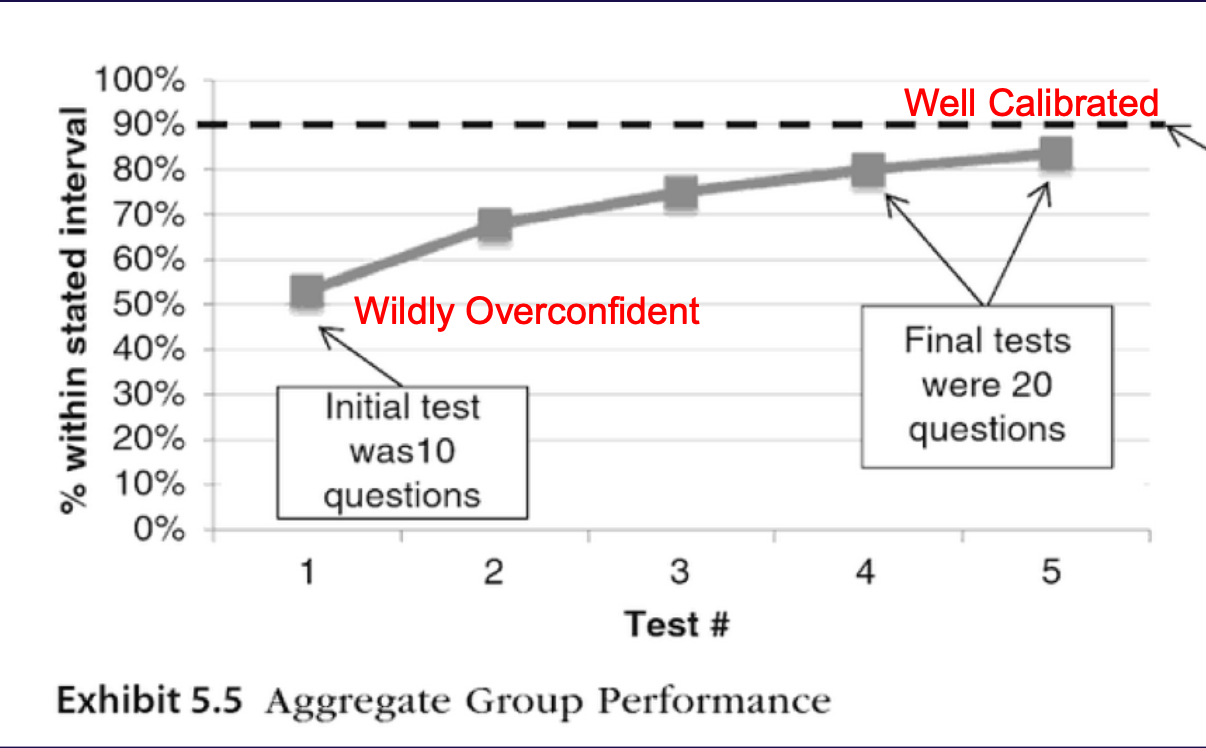 100%
90%
80%
70%
60%
50%
40%
30%
20%
10%
0%
% within stated interval
Well Calibrated
Wildly Overconfident
Initial test
was10
questions
Final tests
were 20
questions
1 2 3 4 5
Test #
Exhibit 5.5 Aggregate Group Performance